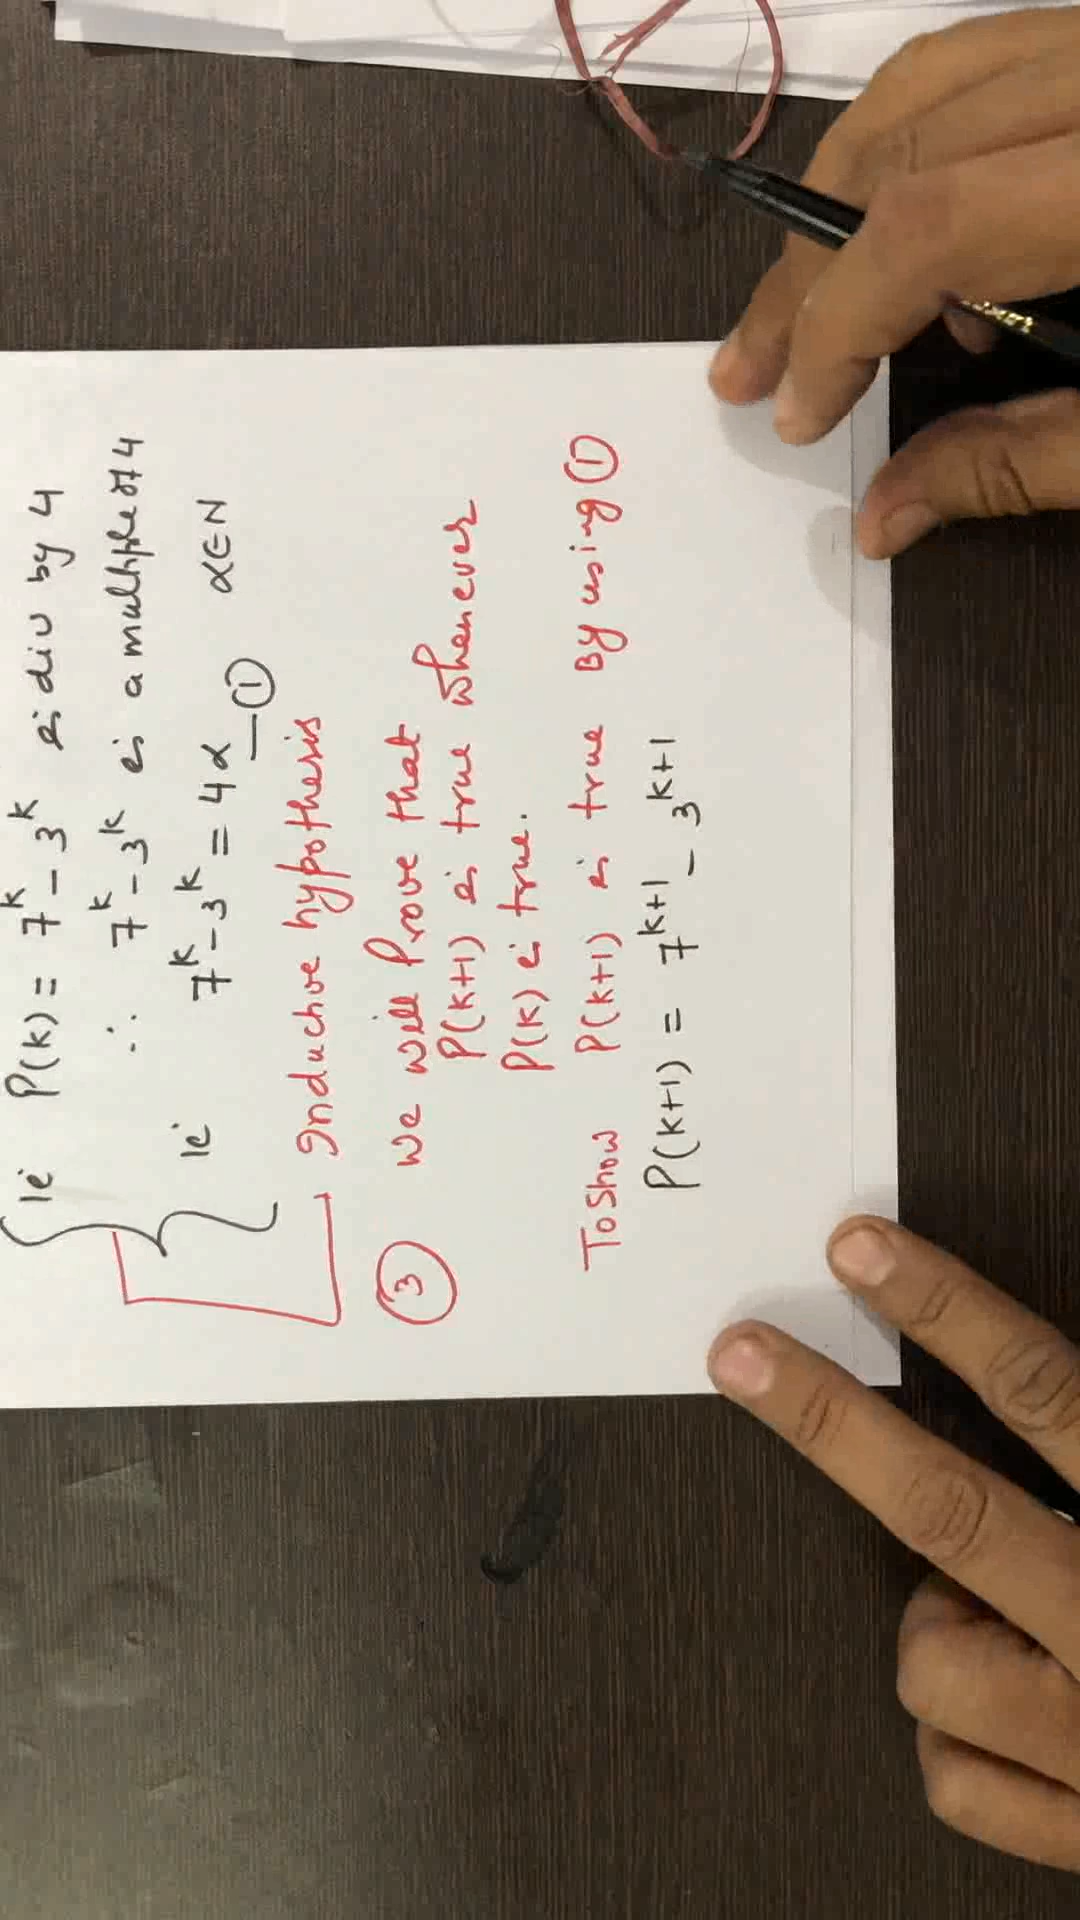 ie P(k) = 7^k - 3^k is div by 4
∴ 7^k - 3^k is a multiple of 4
ie 7^k - 3^k = 4α — ① α∈N
Inductive hypothesis
③ we will Prove that
P(k+1) is true whenever
P(k) is true.
To Show P(k+1) is true By using ①
P(k+1) = 7^{k+1} - 3^{k+1}